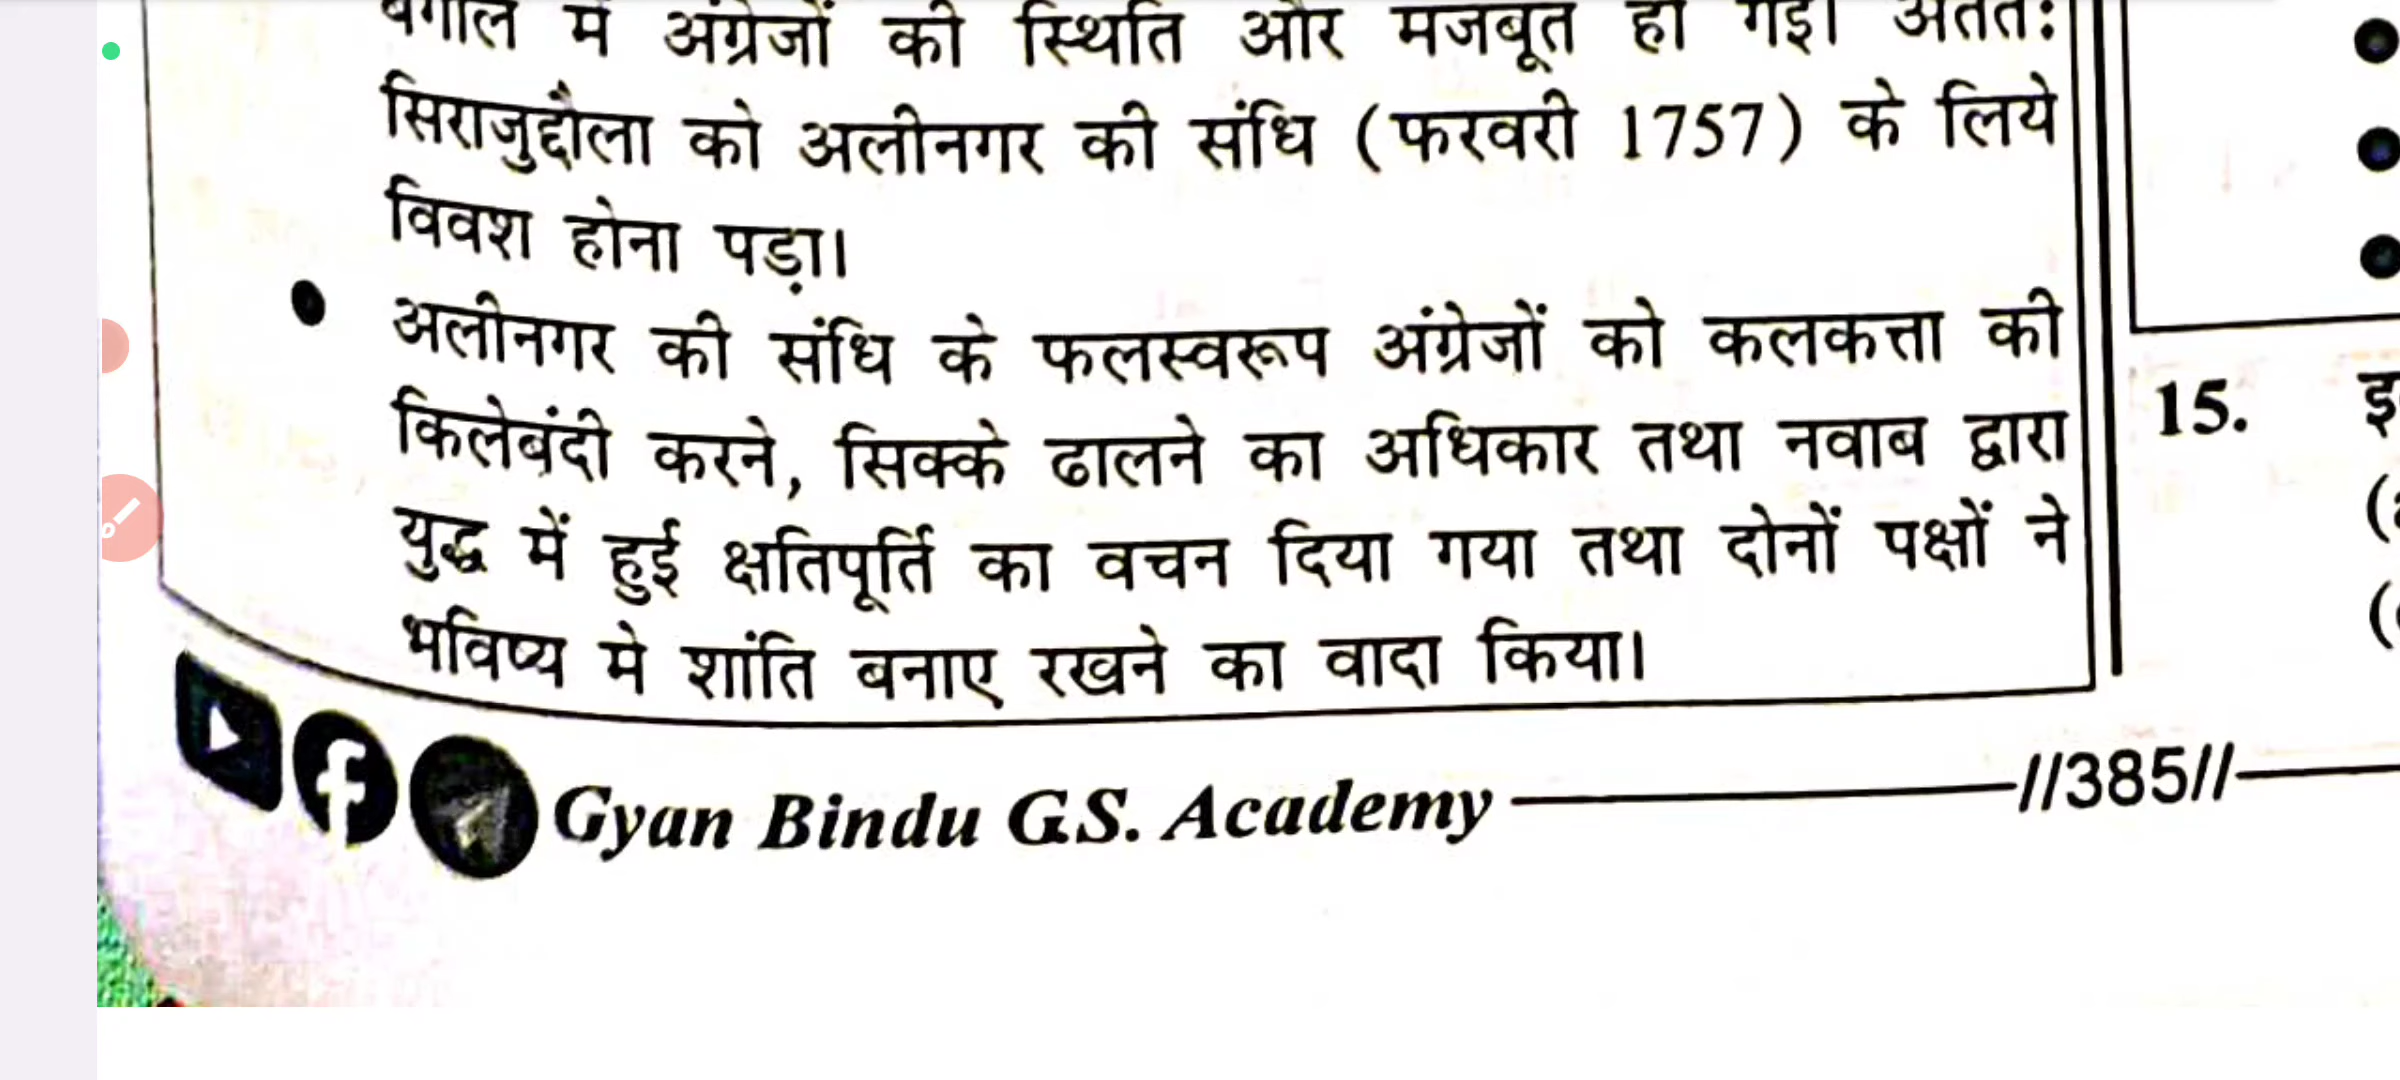 बंगाल में अंग्रेजों की स्थिति और मजबूत हो गई। अंततः
सिराजुद्दौला को अलीनगर की संधि (फरवरी 1757) के लिये
विवश होना पड़ा।
• अलीनगर की संधि के फलस्वरूप अंग्रेजों को कलकत्ता की
किलेबंदी करने, सिक्के ढालने का अधिकार तथा नवाब द्वारा
युद्ध में हुई क्षतिपूर्ति का वचन दिया गया तथा दोनों पक्षों ने
भविष्य मे शांति बनाए रखने का वादा किया।
15.
Gyan Bindu G.S. Academy
//385//